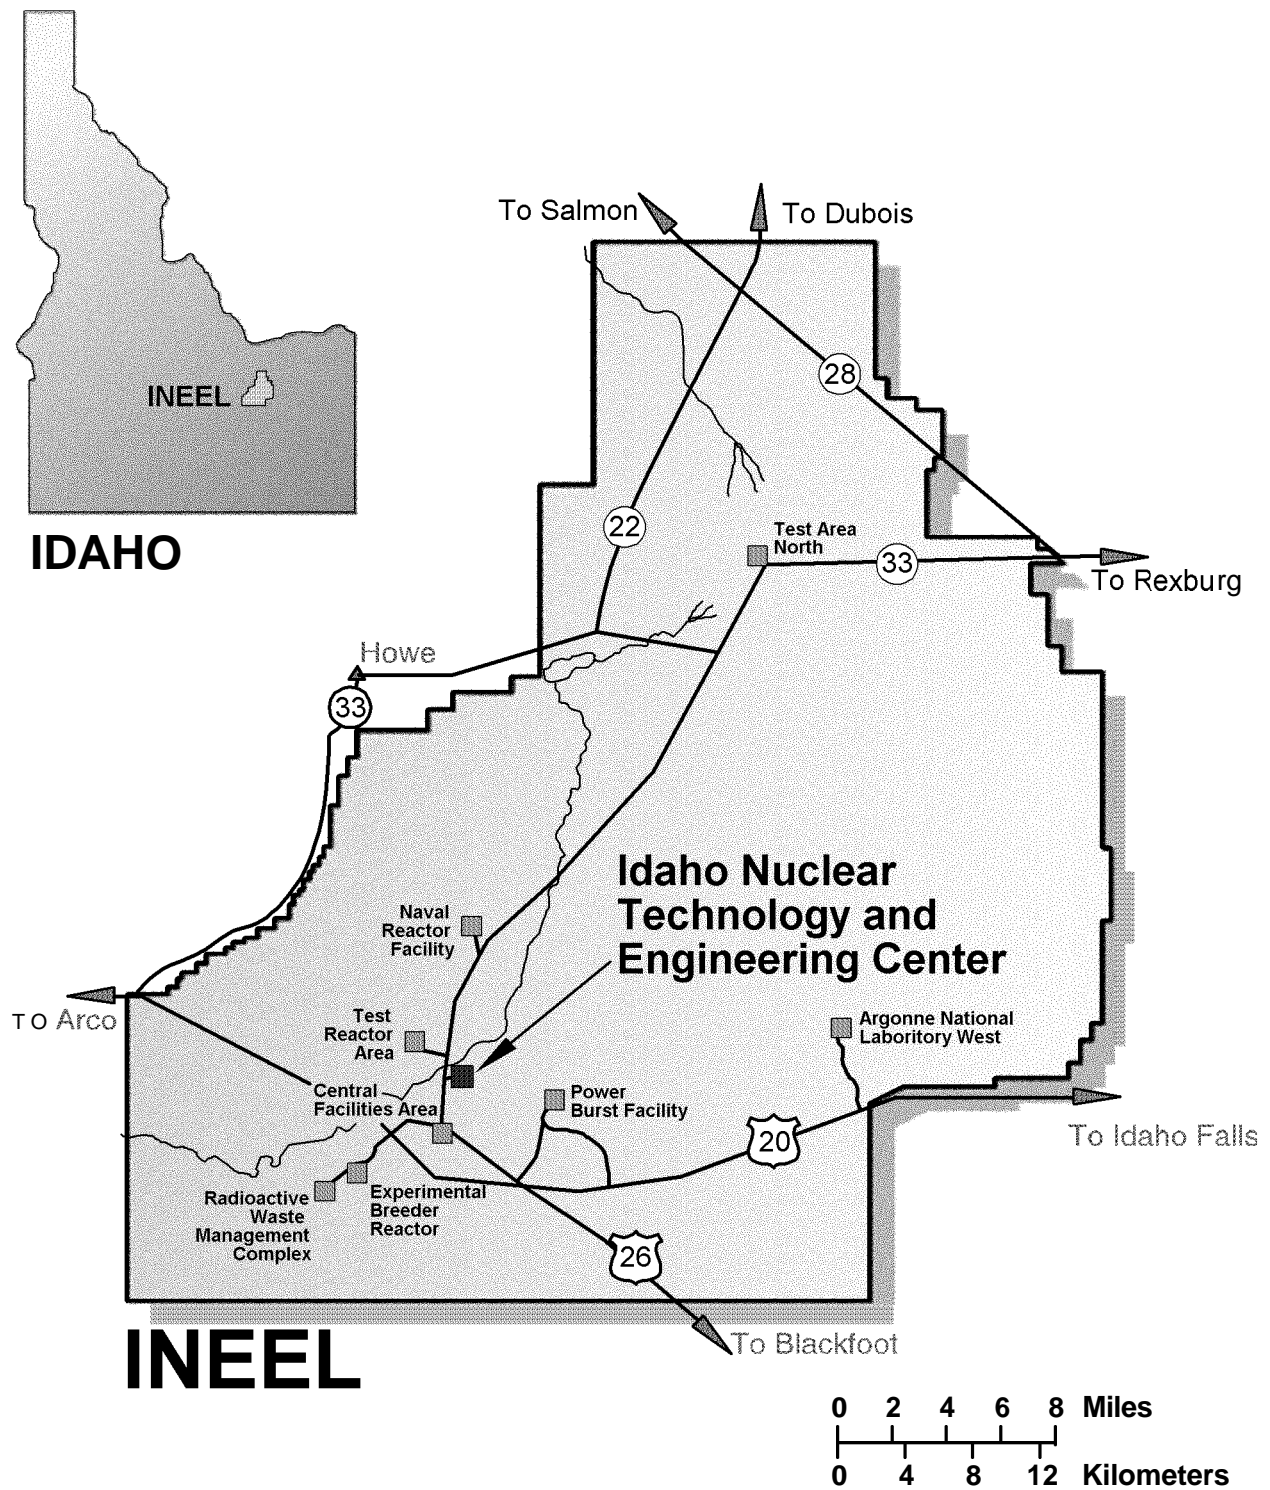 To Salmon
To Dubois
28
INEEL
IDAHO
22
Test Area
North
33
To Rexburg
Howe
33
Idaho Nuclear
Technology and
Engineering Center
Naval
Reactor
Facility
TO Arco
Test
Reactor
Area
Argonne National
Laboritory West
Central
Facilities Area
Power
Burst Facility
20
To Idaho Falls
Radioactive
Waste
Management
Complex
Experimental
Breeder
Reactor
26
To Blackfoot
INEEL
0 2 4 6 8 Miles
0 4 8 12 Kilometers